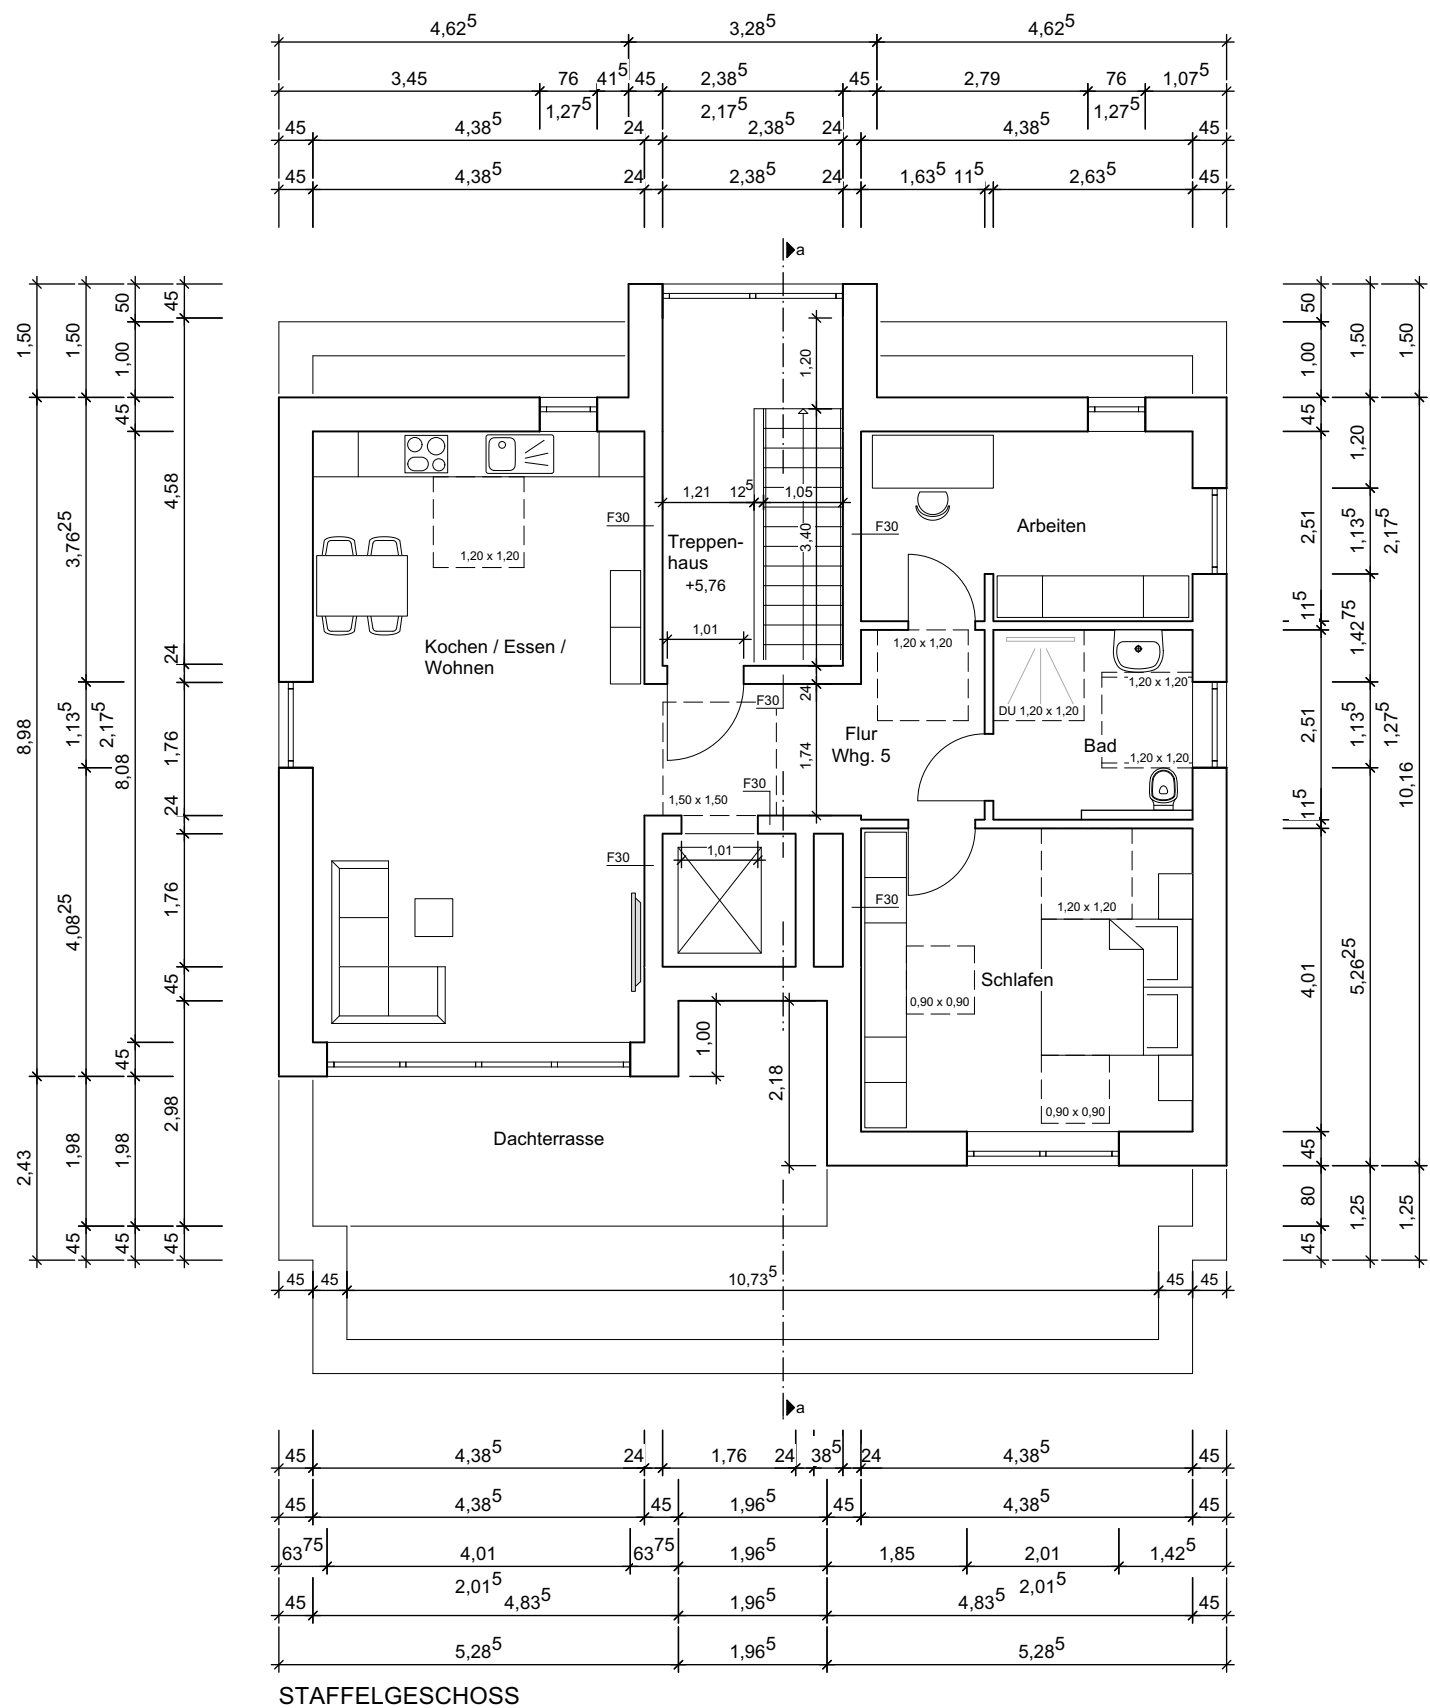 4,62⁵ 3,28⁵ 4,62⁵
3,45 76 41⁵ 45 2,38⁵ 45 2,79 76 1,07⁵
1,27⁵ 2,17⁵ 1,27⁵
45 4,38⁵ 24 2,38⁵ 24 4,38⁵ 45
45 4,38⁵ 24 2,38⁵ 24 1,63⁵ 11⁵ 2,63⁵ 45
a
1,50 8,98 2,43
1,50 3,76²⁵ 1,13⁵ 4,08²⁵ 1,98 45
2,17⁵
50 1,00 45 8,08 45 1,98 45
45 4,58 24 1,76 24 1,76 45 2,98 45
1,20
1,21 12⁵ 1,05
3,40
F30
F30
1,20 x 1,20
Treppen-
haus
+5,76
1,01
Kochen / Essen /
Wohnen
Arbeiten
1,20 x 1,20
1,20 x 1,20
DU 1,20 x 1,20
Bad
1,20 x 1,20
F30
24
1,74
Flur
Whg. 5
1,50 x 1,50
F30
1,01
F30
F30
1,20 x 1,20
Schlafen
0,90 x 0,90
0,90 x 0,90
1,00
2,18
Dachterrasse
50 1,00 45 2,51 11⁵ 2,51 11⁵ 4,01 45 80 45
1,50 1,20 1,13⁵ 1,42⁷⁵ 1,13⁵ 5,26²⁵ 1,25
2,17⁵ 1,27⁵
1,50 10,16 1,25
45 45 10,73⁵ 45 45
a
45 4,38⁵ 24 1,76 24 38⁵ 24 4,38⁵ 45
45 4,38⁵ 45 1,96⁵ 45 4,38⁵ 45
63⁷⁵ 4,01 63⁷⁵ 1,96⁵ 1,85 2,01 1,42⁵
2,01⁵ 2,01⁵
45 4,83⁵ 1,96⁵ 4,83⁵ 45
5,28⁵ 1,96⁵ 5,28⁵
STAFFELGESCHOSS